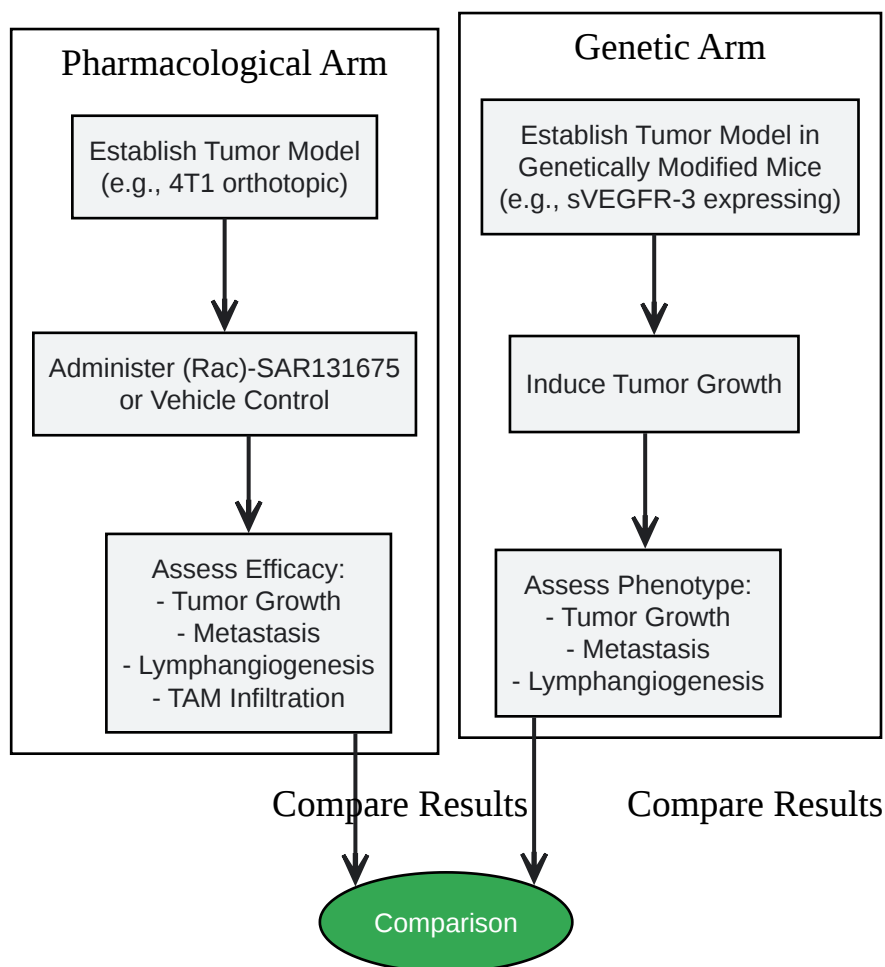 Pharmacological Arm
Establish Tumor Model
(e.g., 4T1 orthotopic)
Administer (Rac)-SAR131675
or Vehicle Control
Assess Efficacy:
- Tumor Growth
- Metastasis
- Lymphangiogenesis
- TAM Infiltration
Genetic Arm
Establish Tumor Model in
Genetically Modified Mice
(e.g., sVEGFR-3 expressing)
Induce Tumor Growth
Assess Phenotype:
- Tumor Growth
- Metastasis
- Lymphangiogenesis
Compare Results
Compare Results
Comparison